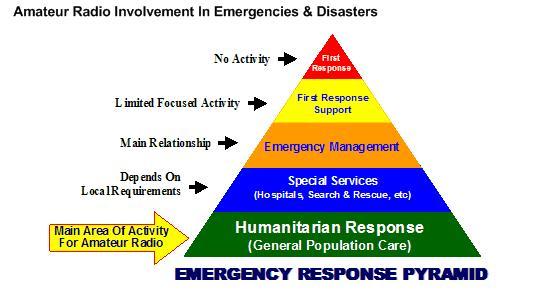 Amateur Radio Involvement In Emergencies & Disasters
No Activity
First
Response
Limited Focused Activity
First Response
Support
Main Relationship
Emergency Management
Depends On
Local Requirements
Special Services
(Hospitals, Search & Rescue, etc)
Main Area Of Activity
For Amateur Radio
Humanitarian Response
(General Population Care)
EMERGENCY RESPONSE PYRAMID